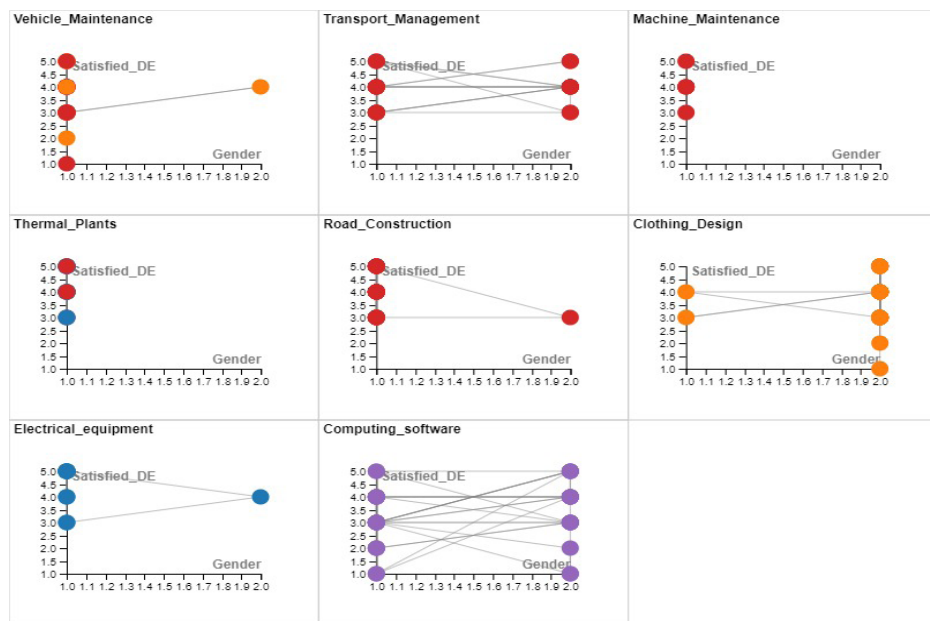 Vehicle_Maintenance
Satisfied_DE
5.0
4.5
4.0
3.5
3.0
2.5
2.0
1.5
1.0
Gender
1.0 1.1 1.2 1.3 1.4 1.5 1.6 1.7 1.8 1.9 2.0
Transport_Management
Satisfied_DE
5.0
4.5
4.0
3.5
3.0
2.5
2.0
1.5
1.0
Gender
1.0 1.1 1.2 1.3 1.4 1.5 1.6 1.7 1.8 1.9 2.0
Machine_Maintenance
Satisfied_DE
5.0
4.5
4.0
3.5
3.0
2.5
2.0
1.5
1.0
Gender
1.0 1.1 1.2 1.3 1.4 1.5 1.6 1.7 1.8 1.9 2.0
Thermal_Plants
Satisfied_DE
5.0
4.5
4.0
3.5
3.0
2.5
2.0
1.5
1.0
Gender
1.0 1.1 1.2 1.3 1.4 1.5 1.6 1.7 1.8 1.9 2.0
Road_Construction
Satisfied_DE
5.0
4.5
4.0
3.5
3.0
2.5
2.0
1.5
1.0
Gender
1.0 1.1 1.2 1.3 1.4 1.5 1.6 1.7 1.8 1.9 2.0
Clothing_Design
Satisfied_DE
5.0
4.5
4.0
3.5
3.0
2.5
2.0
1.5
1.0
Gender
1.0 1.1 1.2 1.3 1.4 1.5 1.6 1.7 1.8 1.9 2.0
Electrical_equipment
Satisfied_DE
5.0
4.5
4.0
3.5
3.0
2.5
2.0
1.5
1.0
Gender
1.0 1.1 1.2 1.3 1.4 1.5 1.6 1.7 1.8 1.9 2.0
Computing_software
Satisfied_DE
5.0
4.5
4.0
3.5
3.0
2.5
2.0
1.5
1.0
Gender
1.0 1.1 1.2 1.3 1.4 1.5 1.6 1.7 1.8 1.9 2.0